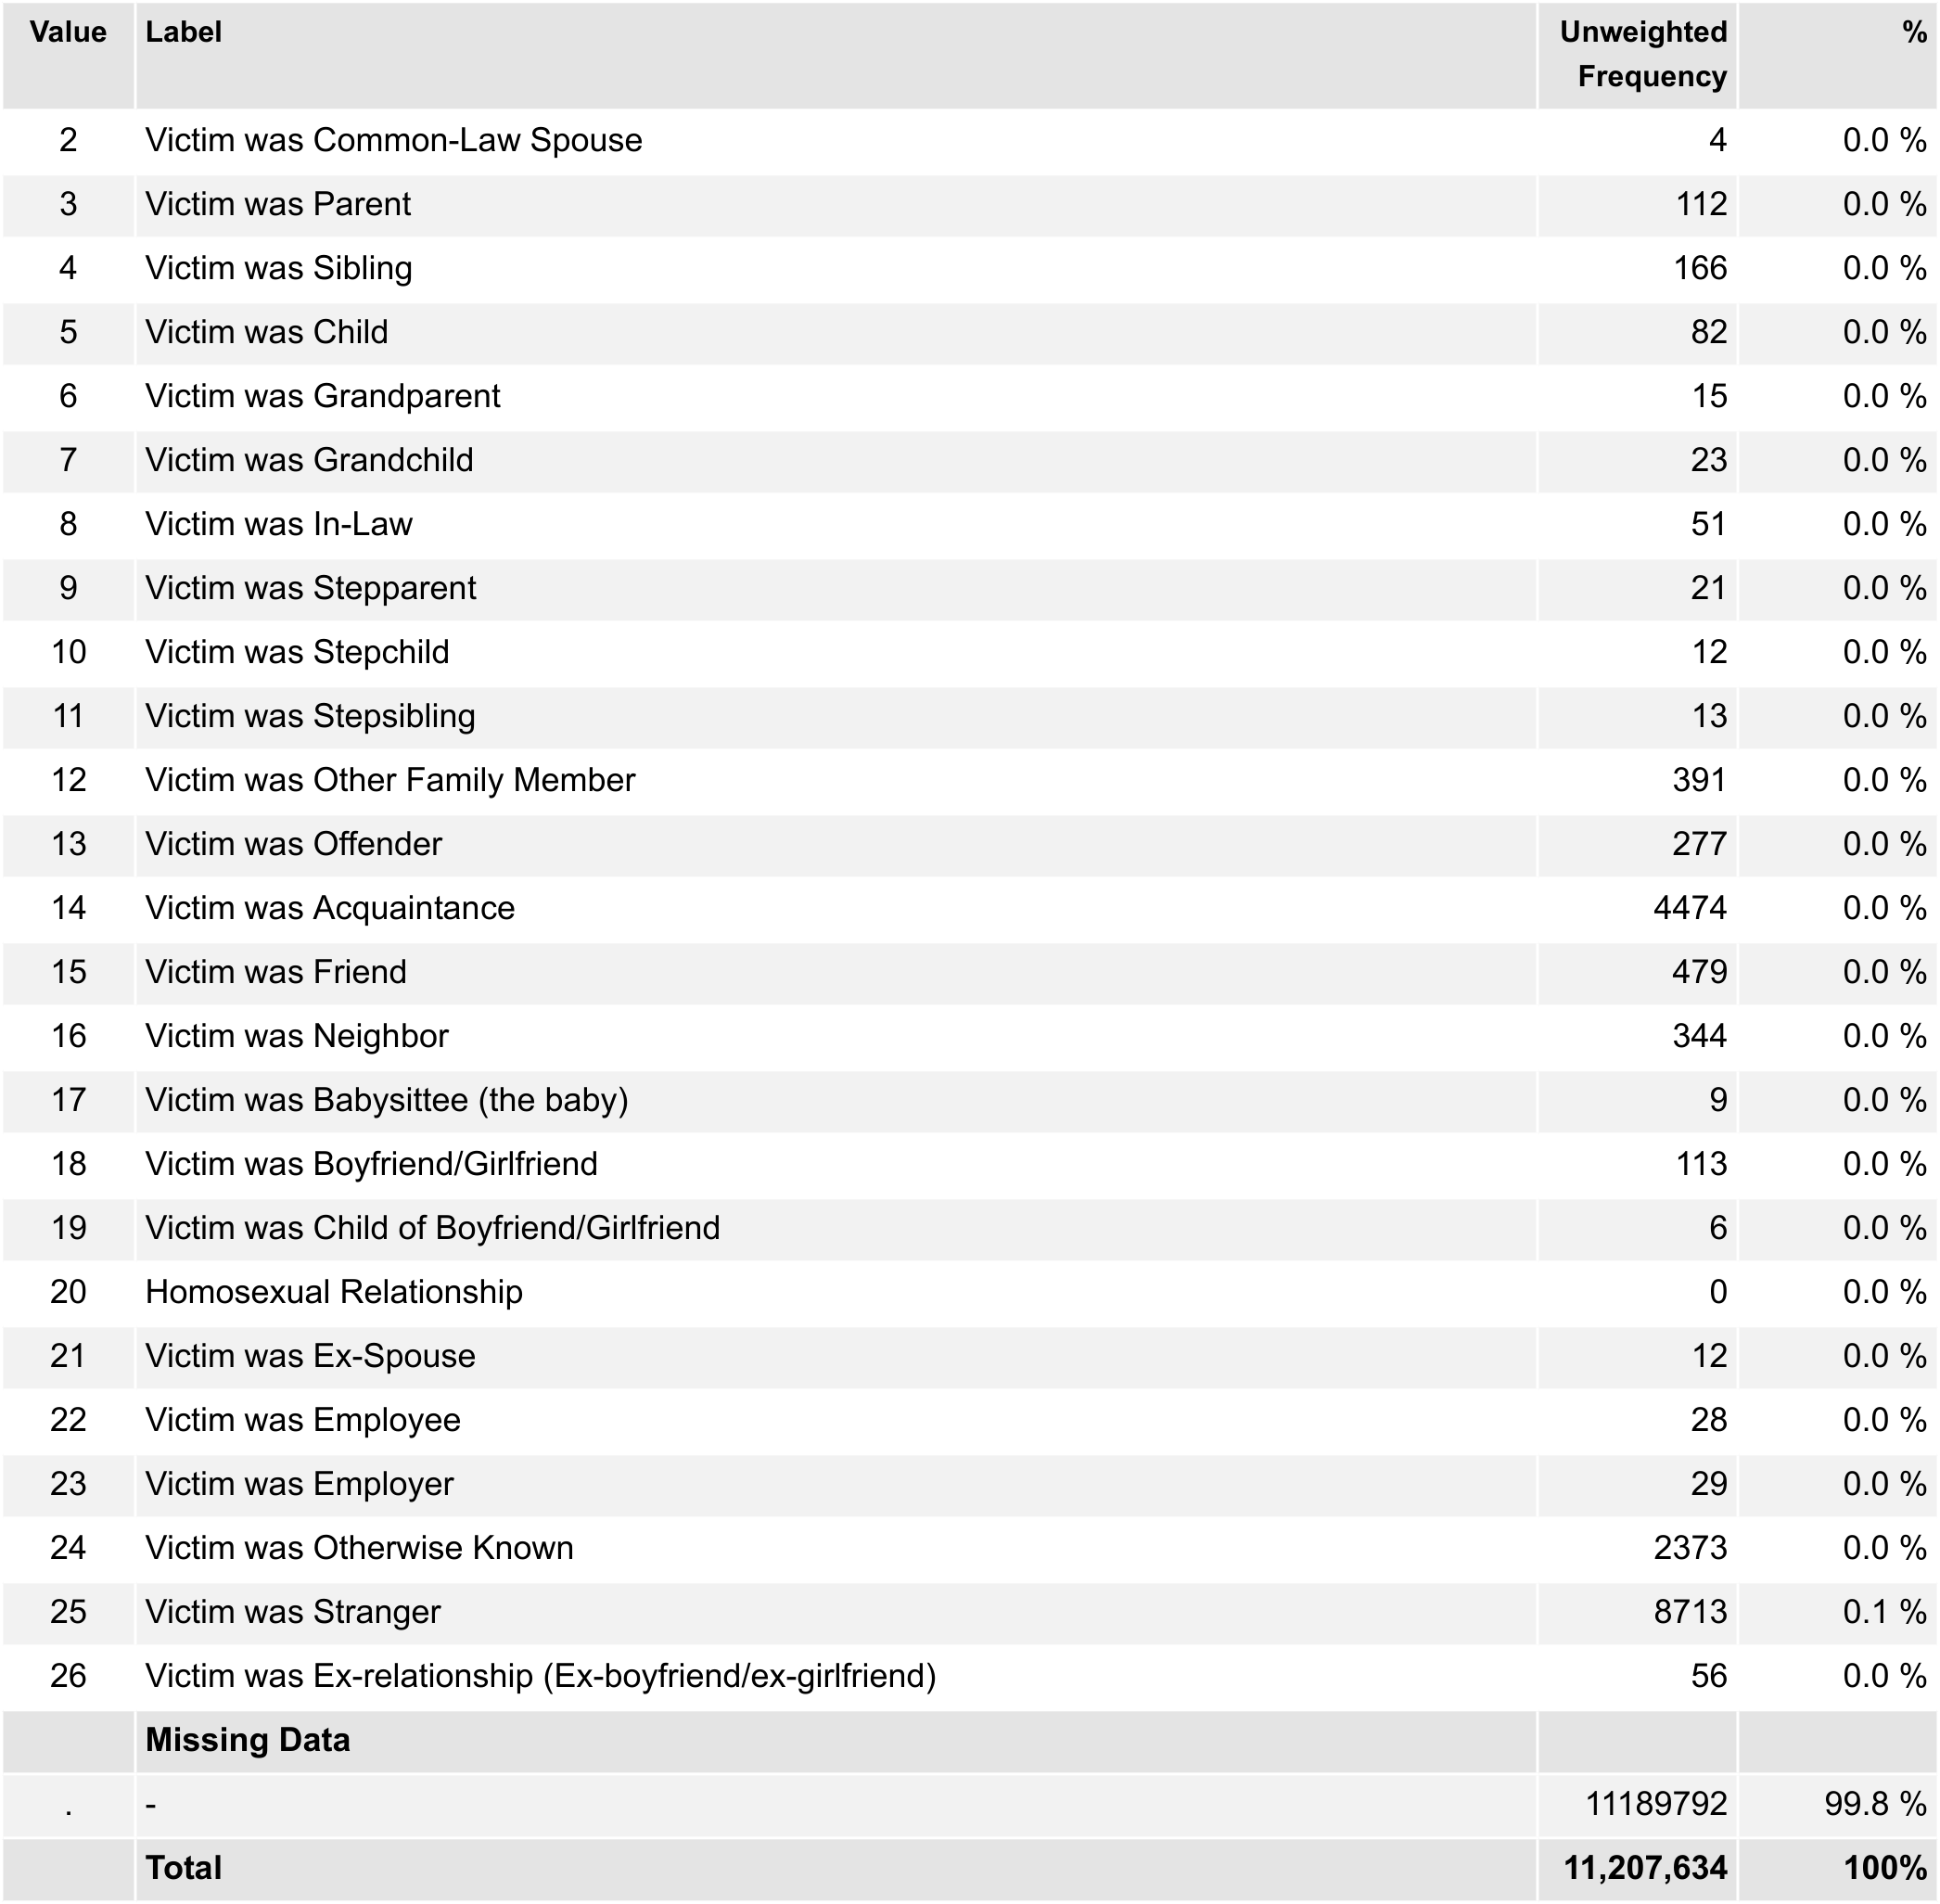 Value Label Unweighted Frequency %
2 Victim was Common-Law Spouse 4 0.0 %
3 Victim was Parent 112 0.0 %
4 Victim was Sibling 166 0.0 %
5 Victim was Child 82 0.0 %
6 Victim was Grandparent 15 0.0 %
7 Victim was Grandchild 23 0.0 %
8 Victim was In-Law 51 0.0 %
9 Victim was Stepparent 21 0.0 %
10 Victim was Stepchild 12 0.0 %
11 Victim was Stepsibling 13 0.0 %
12 Victim was Other Family Member 391 0.0 %
13 Victim was Offender 277 0.0 %
14 Victim was Acquaintance 4474 0.0 %
15 Victim was Friend 479 0.0 %
16 Victim was Neighbor 344 0.0 %
17 Victim was Babysittee (the baby) 9 0.0 %
18 Victim was Boyfriend/Girlfriend 113 0.0 %
19 Victim was Child of Boyfriend/Girlfriend 6 0.0 %
20 Homosexual Relationship 0 0.0 %
21 Victim was Ex-Spouse 12 0.0 %
22 Victim was Employee 28 0.0 %
23 Victim was Employer 29 0.0 %
24 Victim was Otherwise Known 2373 0.0 %
25 Victim was Stranger 8713 0.1 %
26 Victim was Ex-relationship (Ex-boyfriend/ex-girlfriend) 56 0.0 %
Missing Data
. - 11189792 99.8 %
Total 11,207,634 100%